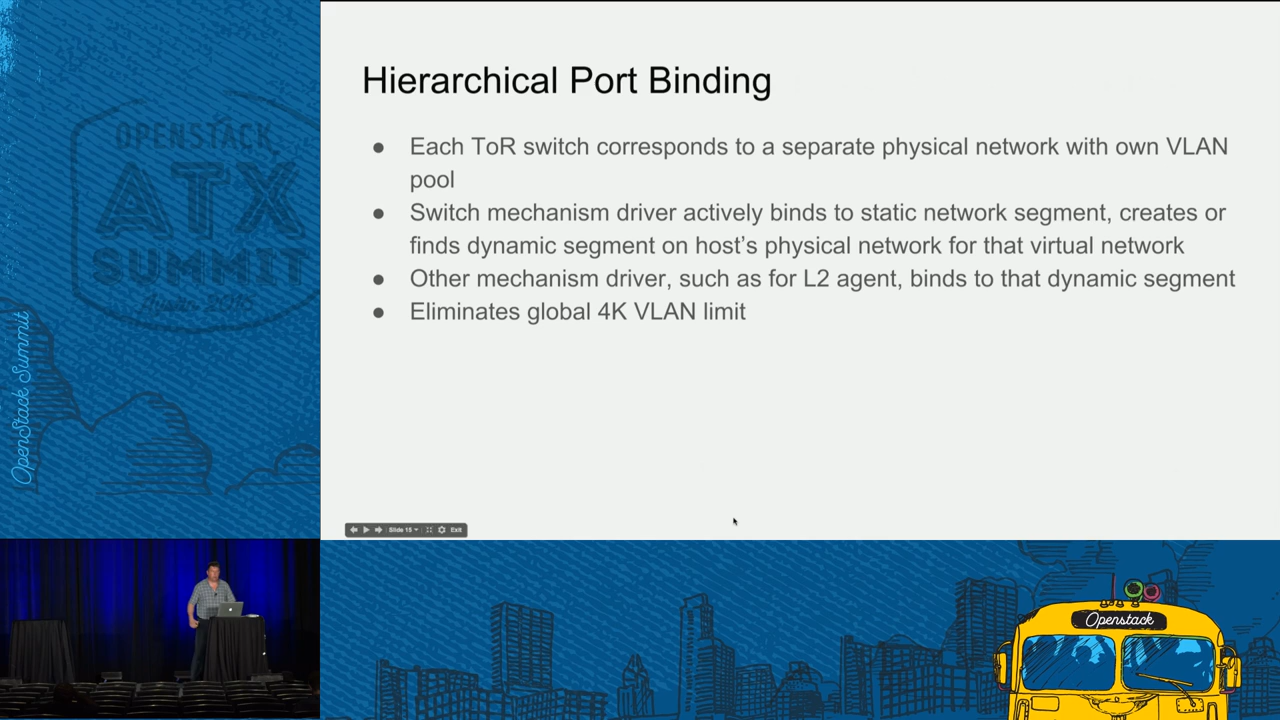 Hierarchical Port Binding
● Each ToR switch corresponds to a separate physical network with own VLAN
pool
● Switch mechanism driver actively binds to static network segment, creates or
finds dynamic segment on host’s physical network for that virtual network
● Other mechanism driver, such as for L2 agent, binds to that dynamic segment
● Eliminates global 4K VLAN limit
OPENSTACK
ATX
SUMMIT
Austin 2016
OpenStack Summit
Slide 15
Exit
Openstack